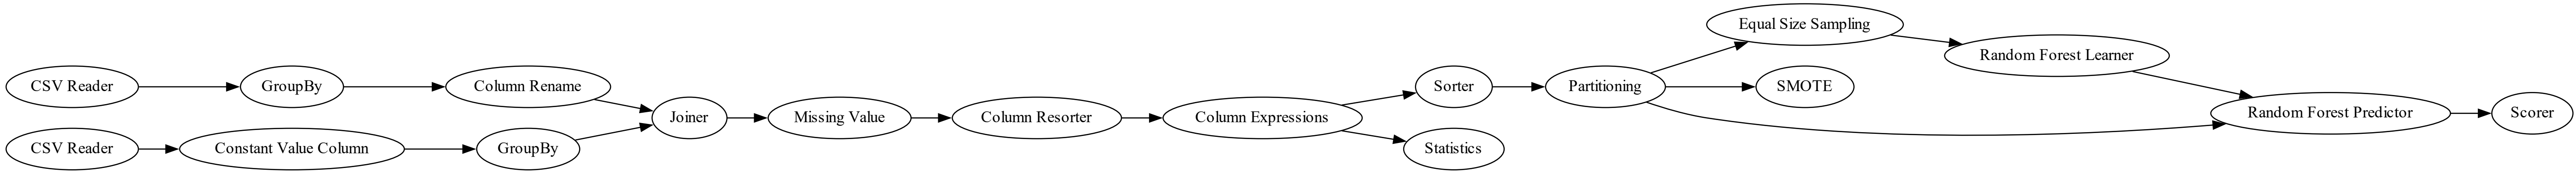 CSV Reader
GroupBy
Column Rename
CSV Reader
Constant Value Column
GroupBy
Joiner
Missing Value
Column Resorter
Column Expressions
Sorter
Statistics
Partitioning
Equal Size Sampling
SMOTE
Random Forest Learner
Random Forest Predictor
Scorer